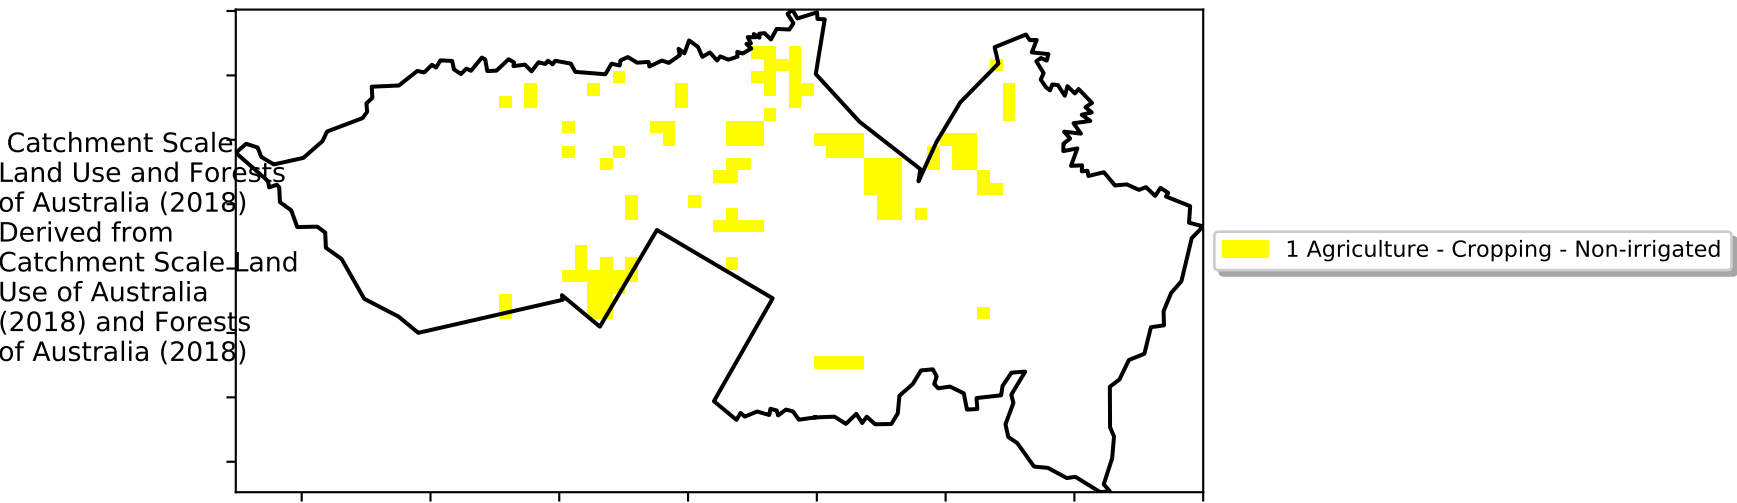 Catchment Scale
Land Use and Forests
of Australia (2018)
Derived from
Catchment Scale Land
Use of Australia
(2018) and Forests
of Australia (2018)
1 Agriculture - Cropping - Non-irrigated